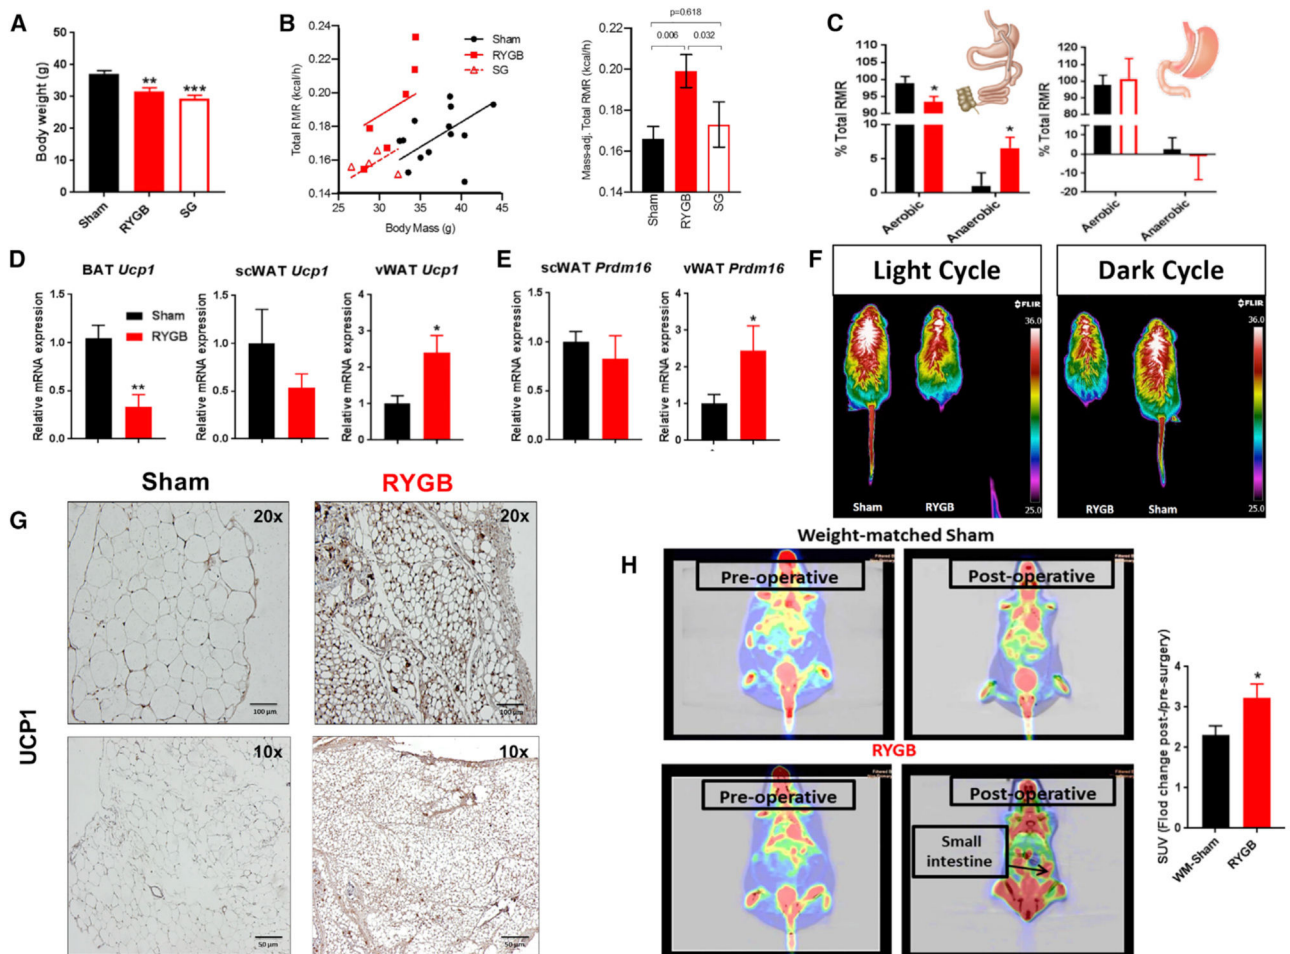 A
Body weight (g)
50
40
30
20
10
0
**
***
Sham
RYGB
SG
B
Total RMR (kcal/h)
0.24
0.22
0.20
0.18
0.16
0.14
25
30
35
40
45
Body Mass (g)
Sham
RYGB
SG
Mass-adj. Total RMR (kcal/h)
0.22
0.20
0.18
0.16
0.14
p=0.618
0.006
0.032
Sham
RYGB
SG
C
% Total RMR
110
105
100
95
90
10
5
0
*
*
Aerobic
Anaerobic
% Total RMR
120
110
100
90
80
10
0
-10
-20
Aerobic
Anaerobic
D
BAT Ucp1
Relative mRNA expression
1.5
1.0
0.5
0.0
**
Sham
RYGB
scWAT Ucp1
Relative mRNA expression
1.5
1.0
0.5
0.0
vWAT Ucp1
Relative mRNA expression
4
3
2
1
0
*
E
scWAT Prdm16
Relative mRNA expression
1.5
1.0
0.5
0.0
vWAT Prdm16
Relative mRNA expression
4
3
2
1
0
*
F
Light Cycle
Dark Cycle
FLIR
36.0
25.0
Sham
RYGB
FLIR
36.0
25.0
RYGB
Sham
G
Sham
RYGB
UCP1
20x
100 µm
20x
100 µm
10x
50 µm
10x
50 µm
H
Weight-matched Sham
Pre-operative
Post-operative
RYGB
Pre-operative
Post-operative
Small
intestine
SUV (Flod change post-/pre-surgery)
4
3
2
1
0
*
WM-Sham
RYGB